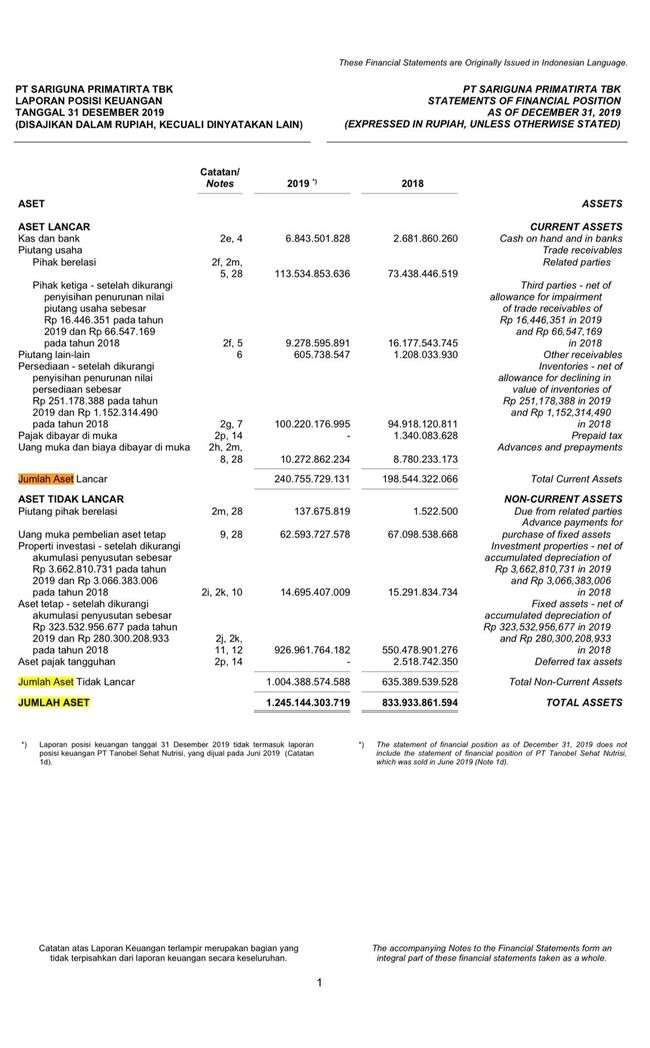 These Financial Statements are Originally Issued in Indonesian Language.
PT SARIGUNA PRIMATIRTA TBK
LAPORAN POSISI KEUANGAN
TANGGAL 31 DESEMBER 2019
(DISAJIKAN DALAM RUPIAH, KECUALI DINYATAKAN LAIN)
PT SARIGUNA PRIMATIRTA TBK
STATEMENTS OF FINANCIAL POSITION
AS OF DECEMBER 31, 2019
(EXPRESSED IN RUPIAH, UNLESS OTHERWISE STATED)
Catatan/
Notes 2019 *) 2018
ASET ASSETS
ASET LANCAR CURRENT ASSETS
Kas dan bank 2e, 4 6.843.501.828 2.681.860.260 Cash on hand and in banks
Piutang usaha Trade receivables
Pihak berelasi 2f, 2m, Related parties
5, 28 113.534.853.636 73.438.446.519
Pihak ketiga - setelah dikurangi Third parties - net of
penyisihan penurunan nilai allowance for impairment
piutang usaha sebesar of trade receivables of
Rp 16.446.351 pada tahun Rp 16,446,351 in 2019
2019 dan Rp 66.547.169 and Rp 66,547,169
pada tahun 2018 2f, 5 9.278.595.891 16.177.543.745 in 2018
Piutang lain-lain 6 605.738.547 1.208.033.930 Other receivables
Persediaan - setelah dikurangi Inventories - net of
penyisihan penurunan nilai allowance for declining in
persediaan sebesar value of inventories of
Rp 251.178.388 pada tahun Rp 251,178,388 in 2019
2019 dan Rp 1.152.314.490 and Rp 1,152,314,490
pada tahun 2018 2g, 7 100.220.176.995 94.918.120.811 in 2018
Pajak dibayar di muka 2p, 14 - 1.340.083.628 Prepaid tax
Uang muka dan biaya dibayar di muka 2h, 2m, Advances and prepayments
8, 28 10.272.862.234 8.780.233.173
Jumlah Aset Lancar 240.755.729.131 198.544.322.066 Total Current Assets
ASET TIDAK LANCAR NON-CURRENT ASSETS
Piutang pihak berelasi 2m, 28 137.675.819 1.522.500 Due from related parties
Advance payments for
Uang muka pembelian aset tetap 9, 28 62.593.727.578 67.098.538.668 purchase of fixed assets
Properti investasi - setelah dikurangi Investment properties - net of
akumulasi penyusutan sebesar accumulated depreciation of
Rp 3.662.810.731 pada tahun Rp 3,662,810,731 in 2019
2019 dan Rp 3.066.383.006 and Rp 3,066,383,006
pada tahun 2018 2i, 2k, 10 14.695.407.009 15.291.834.734 in 2018
Aset tetap - setelah dikurangi Fixed assets - net of
akumulasi penyusutan sebesar accumulated depreciation of
Rp 323.532.956.677 pada tahun Rp 323,532,956,677 in 2019
2019 dan Rp 280.300.208.933 2j, 2k, and Rp 280,300,208,933
pada tahun 2018 11, 12 926.961.764.182 550.478.901.276 in 2018
Aset pajak tangguhan 2p, 14 - 2.518.742.350 Deferred tax assets
Jumlah Aset Tidak Lancar 1.004.388.574.588 635.389.539.528 Total Non-Current Assets
JUMLAH ASET 1.245.144.303.719 833.933.861.594 TOTAL ASSETS
*) Laporan posisi keuangan tanggal 31 Desember 2019 tidak termasuk laporan
posisi keuangan PT Tanobel Sehat Nutrisi, yang dijual pada Juni 2019 (Catatan
1d).
*) The statement of financial position as of December 31, 2019 does not
include the statement of financial position of PT Tanobel Sehat Nutrisi,
which was sold in June 2019 (Note 1d).
Catatan atas Laporan Keuangan terlampir merupakan bagian yang
tidak terpisahkan dari laporan keuangan secara keseluruhan.
The accompanying Notes to the Financial Statements form an
integral part of these financial statements taken as a whole.
1